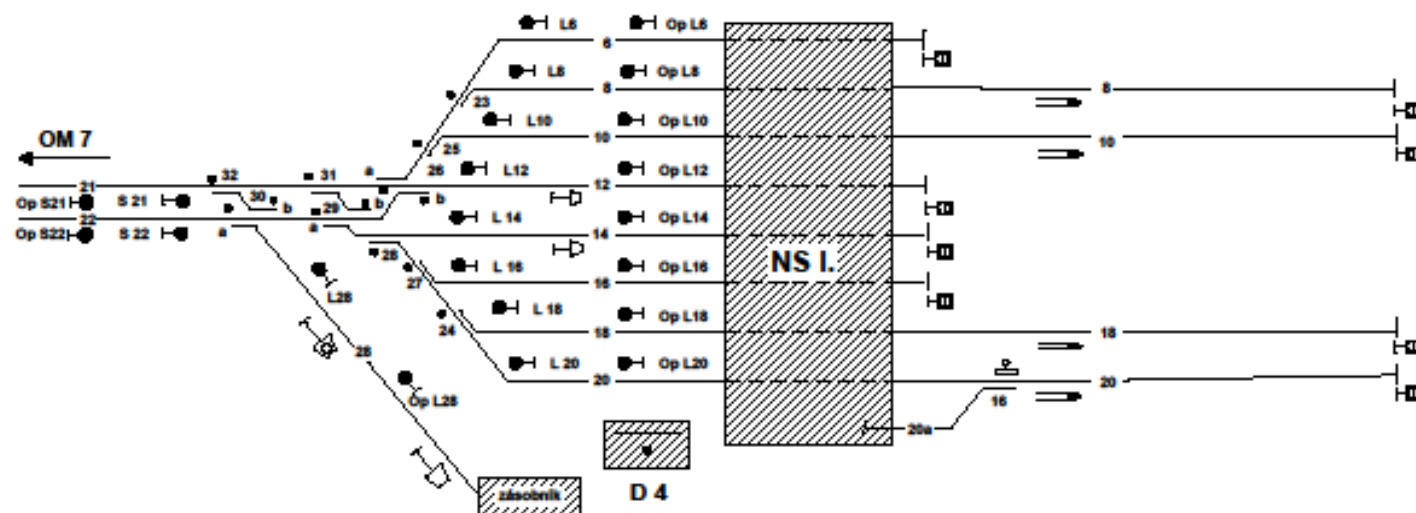 L6 Op L6
6
L8 Op L8
23 8 8
L10 Op L10
OM 7
25 10 10
32 31 a 26 L12 Op L12
21 12
Op S21 S 21 30 b 29 b b
22 L 14 Op L14
Op S22 S 22 a a 14
28 L 16 Op L16 NS I.
27 16
L28 L 18 Op L18
24 18 18
28 L 20 Op L20
20 20
Op L28 16
20a
zásobník D 4